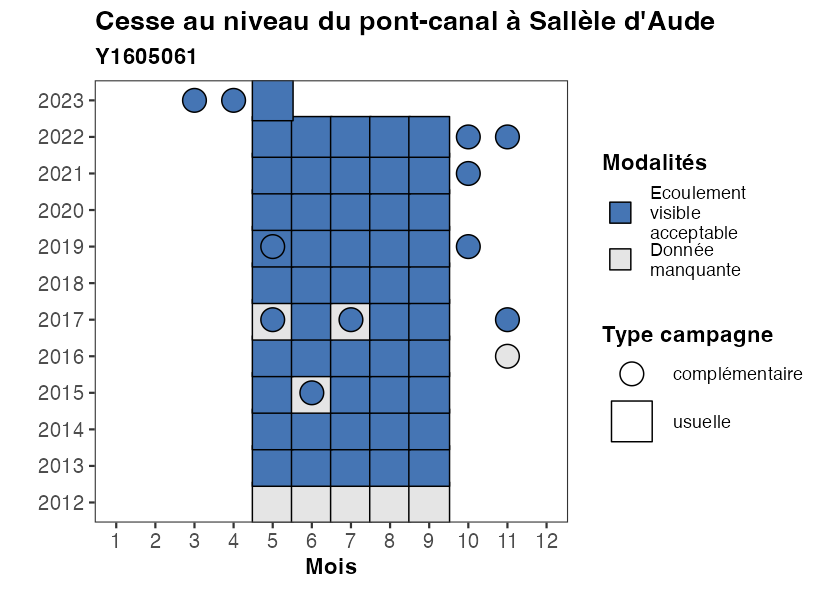 Cesse au niveau du pont-canal à Sallèle d'Aude
Y1605061
2023
2022
2021
2020
2019
2018
2017
2016
2015
2014
2013
2012
1 2 3 4 5 6 7 8 9 10 11 12
Mois
Modalités
Ecoulement
visible
acceptable
Donnée
manquante
Type campagne
complémentaire
usuelle